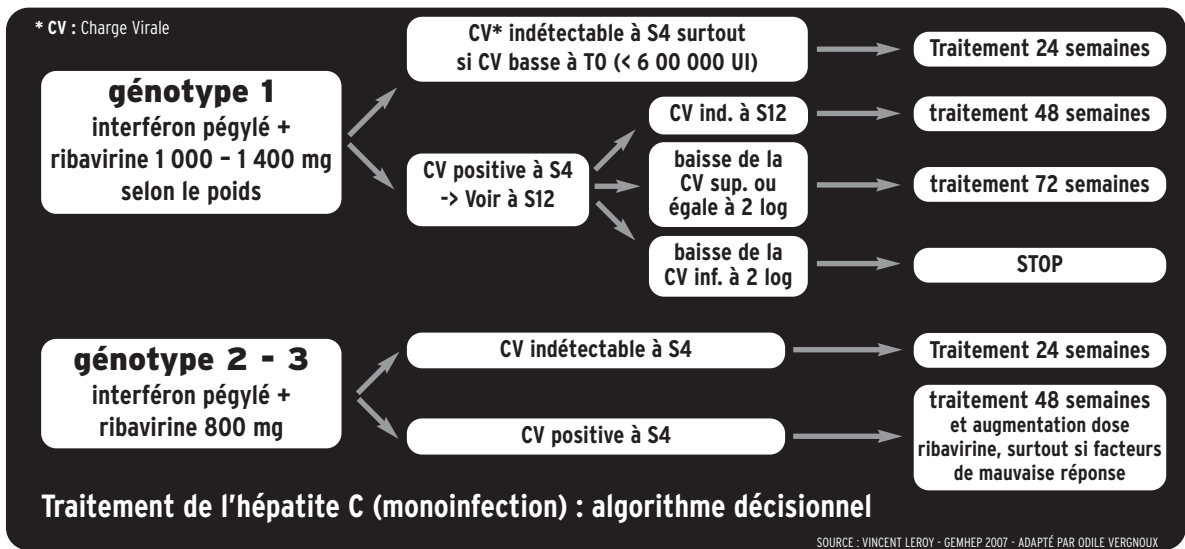 * CV : Charge Virale
génotype 1
interféron pégylé +
ribavirine 1 000 – 1 400 mg
selon le poids
CV* indétectable à S4 surtout
si CV basse à T0 (< 6 00 000 UI)
Traitement 24 semaines
CV positive à S4
-> Voir à S12
CV ind. à S12
traitement 48 semaines
baisse de la
CV sup. ou
égale à 2 log
traitement 72 semaines
baisse de la
CV inf. à 2 log
STOP
génotype 2 - 3
interféron pégylé +
ribavirine 800 mg
CV indétectable à S4
Traitement 24 semaines
CV positive à S4
traitement 48 semaines
et augmentation dose
ribavirine, surtout si facteurs
de mauvaise réponse
Traitement de l'hépatite C (monoinfection) : algorithme décisionnel
SOURCE : VINCENT LEROY - GEMHEP 2007 - ADAPTÉ PAR ODILE VERGNOUX